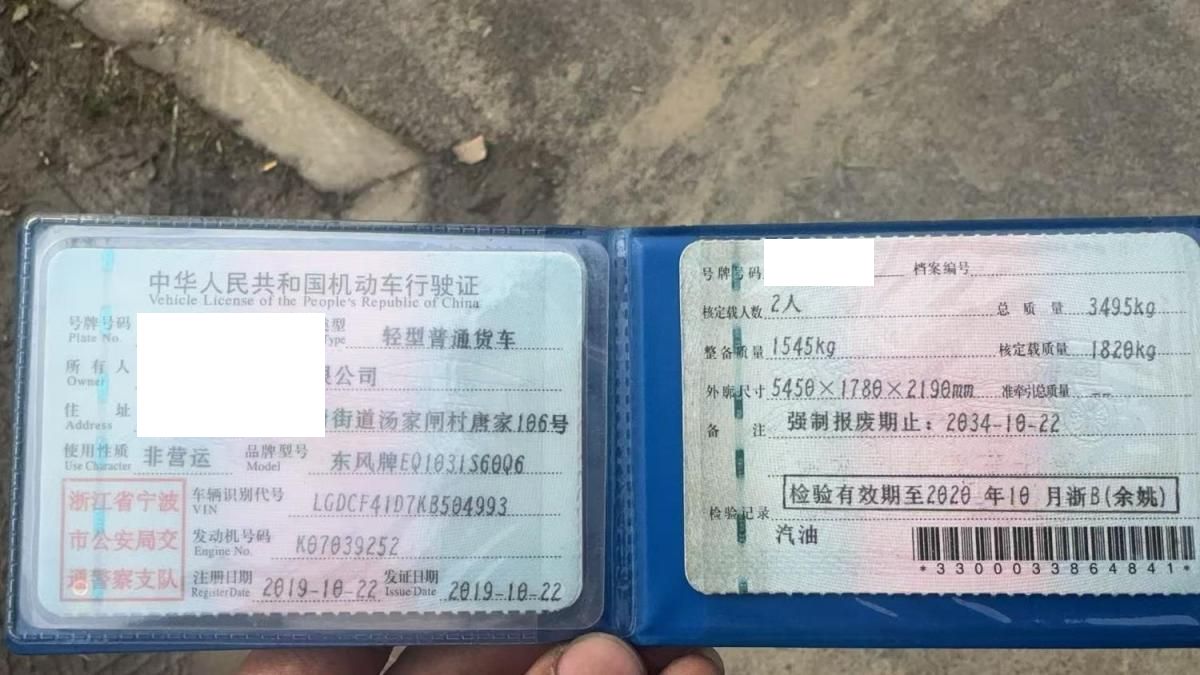 中华人民共和国机动车行驶证
Vehicle License of the People's Republic of China
号牌号码 型 轻型普通货车
Plate No. Type
所有人 限公司
Owner
住址 街道汤家闸村唐家106号
Address
使用性质 非营运 品牌型号 东风牌EQ1031S60Q6
Use Character Model
浙江省宁波
市公安局交
通警察支队
车辆识别代号 LGDCF41D7KB504993
VIN
发动机号码 K07039252
Engine No.
注册日期 2019-10-22 发证日期 2019-10-22
Register Date Issue Date
号牌号码 档案编号
核定载人数 2人 总质量 3495kg
整备质量 1545kg 核定载质量 1820kg
外廓尺寸 5450×1780×2190mm 准牵引总质量 --
备注 强制报废期止：2034-10-22
检验有效期至2020年10月浙B(余姚)
检验记录
汽油
*3300033864841*